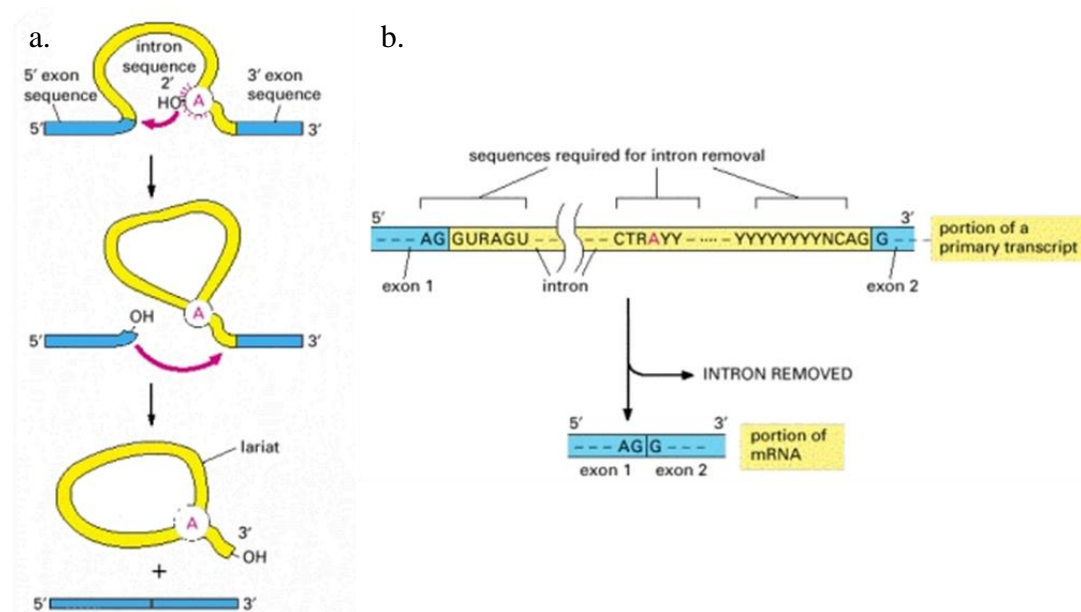 a.
intron
sequence
5′ exon
sequence
2′
HO
A
3′ exon
sequence
5′
3′
OH
A
5′
3′
lariat
A
3′
OH
+
5′
3′
b.
sequences required for intron removal
5′
3′
--- AG GURAGU -- -- CTRAYY - ···· - YYYYYYYYNCAG G ---
portion of a
primary transcript
exon 1
intron
exon 2
INTRON REMOVED
5′
3′
--- AG G ----
exon 1 exon 2
portion of
mRNA